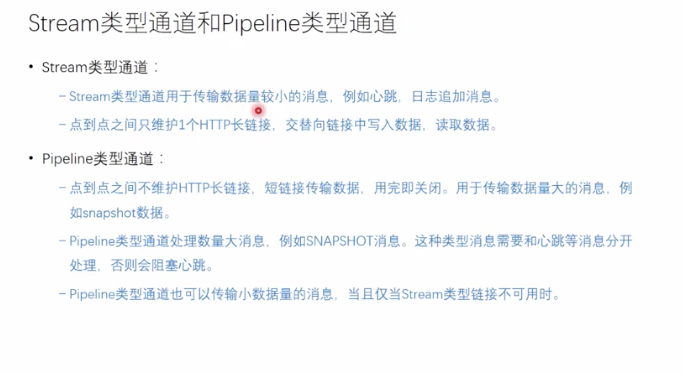 Stream类型通道和Pipeline类型通道
• Stream类型通道：
– Stream类型通道用于传输数据量较小的消息，例如心跳，日志追加消息。
– 点到点之间只维护1个HTTP长链接，交替向链接中写入数据，读取数据。
• Pipeline类型通道：
– 点到点之间不维护HTTP长链接，短链接传输数据，用完即关闭。用于传输数据量大的消息，例
如snapshot数据。
– Pipeline类型通道处理数量大消息，例如SNAPSHOT消息。这种类型消息需要和心跳等消息分开
处理，否则会阻塞心跳。
– Pipeline类型通道也可以传输小数据量的消息，当且仅当Stream类型链接不可用时。